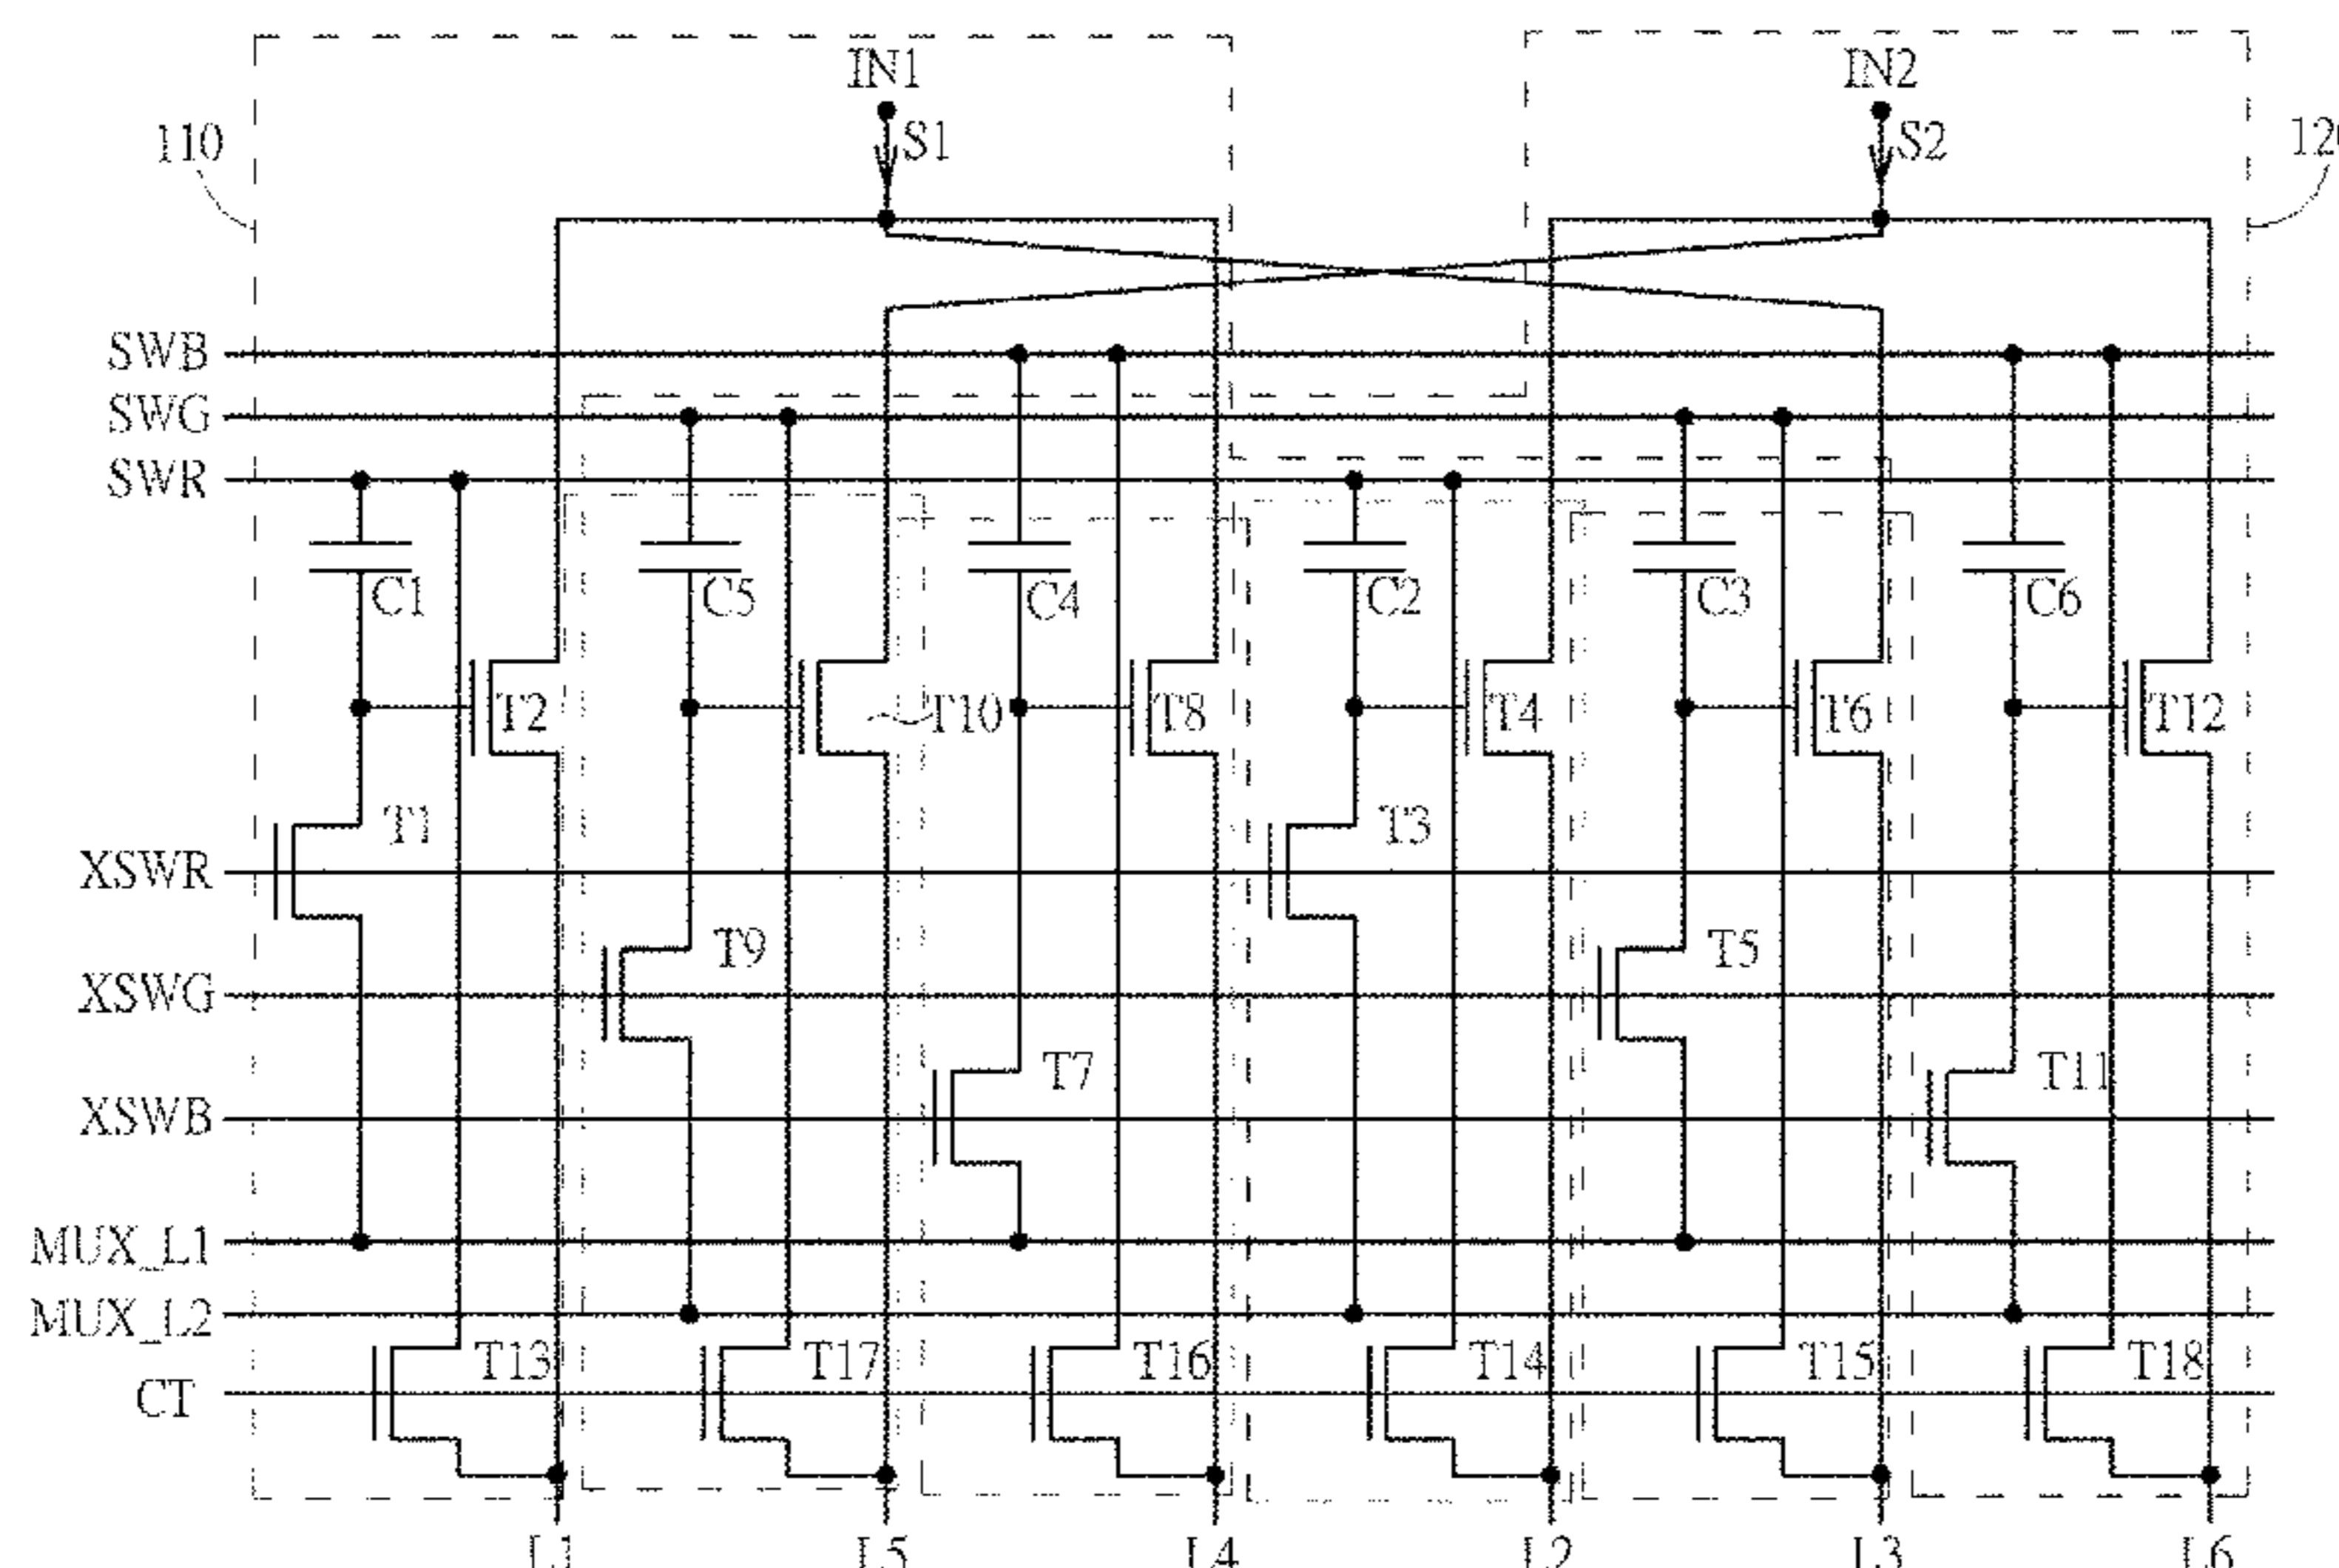 IN1 IN2
110 S1 S2
SWB
SWG
SWR
C1 C5 C4 C2 C3 C6
T2 T10 T8 T4 T6 T12
T1 T3
XSWR
T9 T5
XSWG
T7 T11
XSWB
MUX_L1
MUX_L2
T13 T17 T16 T14 T15 T18
CT
L1 L5 L4 L2 L3 L6